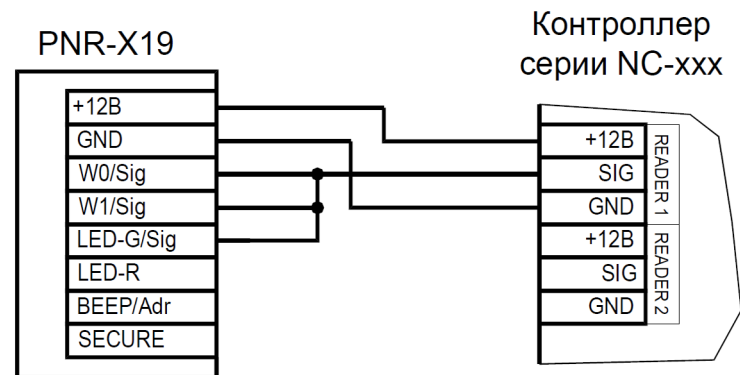 PNR-X19
+12В
GND
W0/Sig
W1/Sig
LED-G/Sig
LED-R
BEEP/Adr
SECURE
Контроллер
серии NC-xxx
+12В
SIG
GND
READER 1
+12В
SIG
GND
READER 2